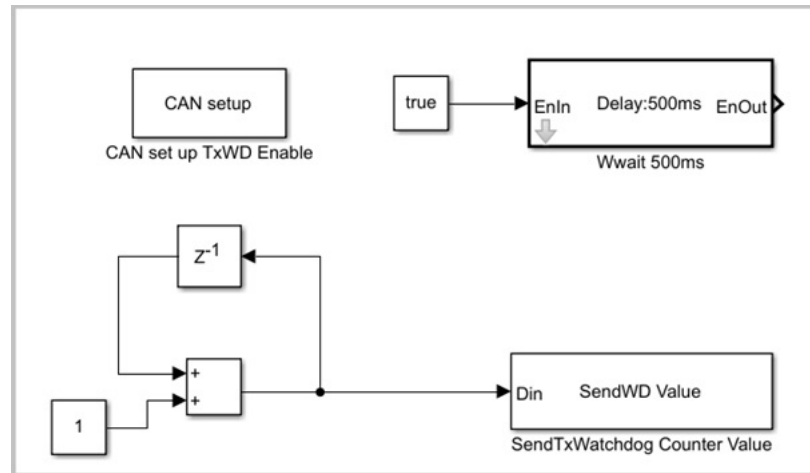 CAN setup
CAN set up TxWD Enable
true
EnIn Delay:500ms EnOut
Wwait 500ms
Z-1
+
+
1
Din SendWD Value
SendTxWatchdog Counter Value